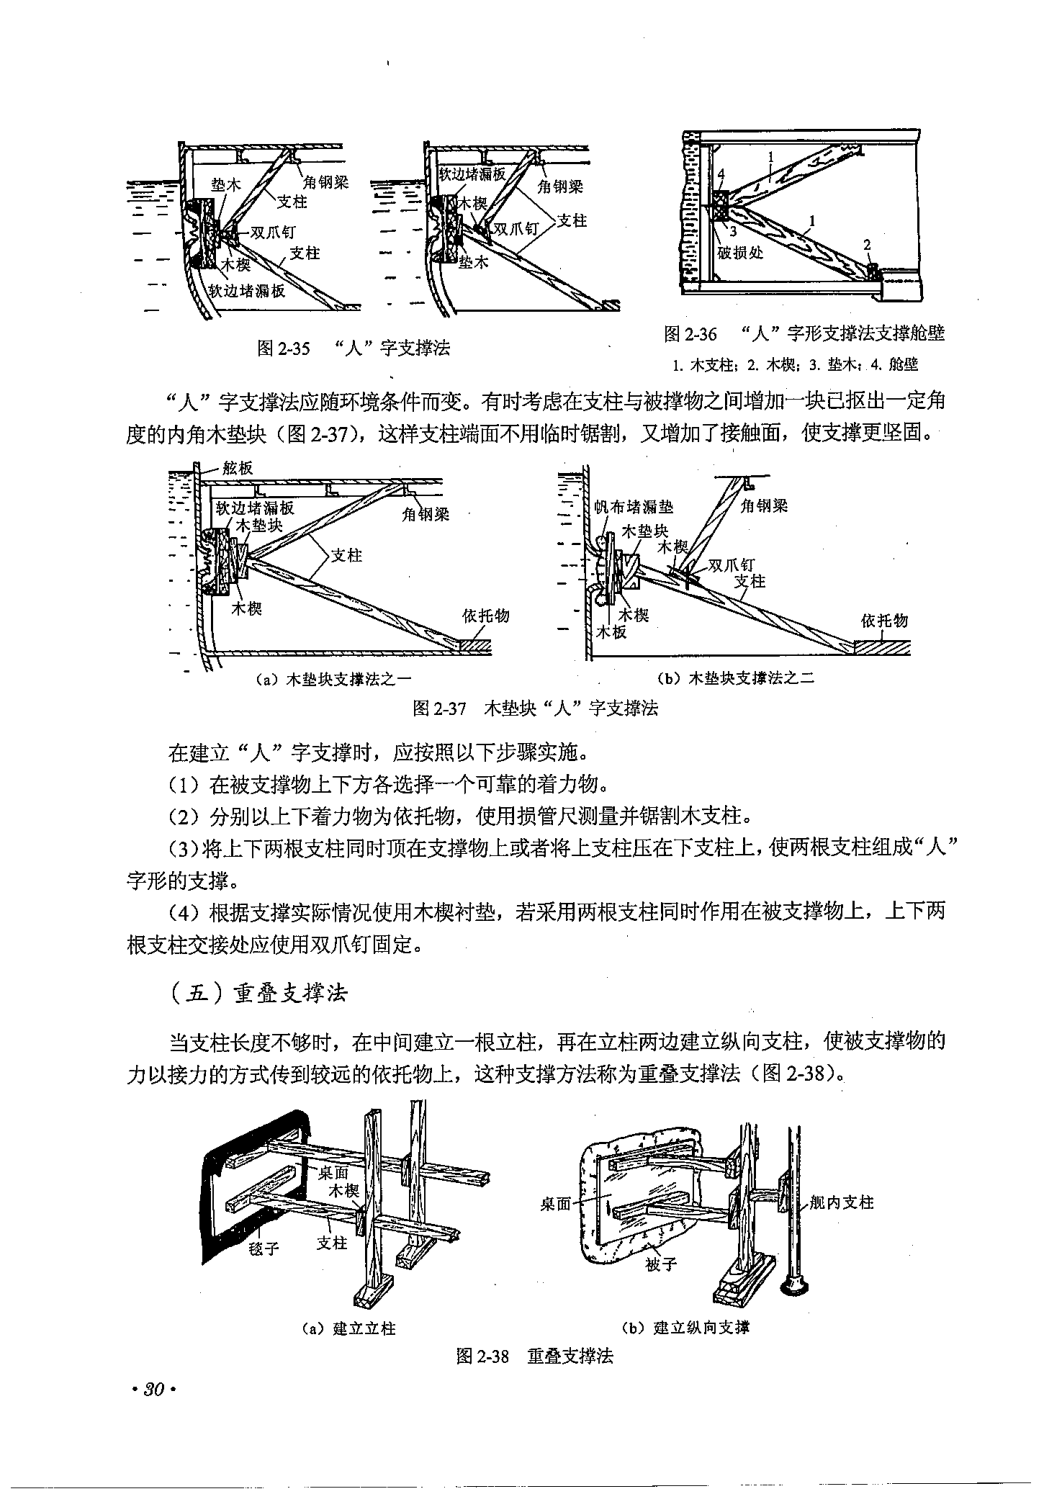 垫木
角钢梁
支柱
双爪钉
支柱
木楔
软边堵漏板
软边堵漏板
角钢梁
木楔
支柱
双爪钉
垫木
1
4
1
3
2
破损处
图2-35 “人”字支撑法
图2-36 “人”字形支撑法支撑舱壁
1. 木支柱；2. 木楔；3. 垫木；4. 舱壁
“人”字支撑法应随环境条件而变。有时考虑在支柱与被撑物之间增加一块已抠出一定角
度的内角木垫块（图2-37），这样支柱端面不用临时锯割，又增加了接触面，使支撑更坚固。
舷板
软边堵漏板
木垫块
角钢梁
支柱
木楔
依托物
帆布堵漏垫
角钢梁
木垫块
木楔
双爪钉
支柱
木楔
木板
依托物
（a）木垫块支撑法之一
（b）木垫块支撑法之二
图2-37 木垫块“人”字支撑法
在建立“人”字支撑时，应按照以下步骤实施。
（1）在被支撑物上下方各选择一个可靠的着力物。
（2）分别以上下着力物为依托物，使用损管尺测量并锯割木支柱。
（3）将上下两根支柱同时顶在支撑物上或者将上支柱压在下支柱上，使两根支柱组成“人”
字形的支撑。
（4）根据支撑实际情况使用木楔衬垫，若采用两根支柱同时作用在被支撑物上，上下两
根支柱交接处应使用双爪钉固定。
（五）重叠支撑法
当支柱长度不够时，在中间建立一根立柱，再在立柱两边建立纵向支柱，使被支撑物的
力以接力的方式传到较远的依托物上，这种支撑方法称为重叠支撑法（图2-38）。
桌面
木楔
支柱
毯子
桌面
舰内支柱
被子
（a）建立立柱
（b）建立纵向支撑
图2-38 重叠支撑法
·30·